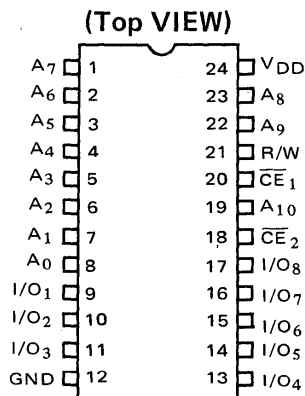 (Top VIEW)
A7 1 24 VDD
A6 2 23 A8
A5 3 22 A9
A4 4 21 R/W
A3 5 20 C̅E̅1
A2 6 19 A10
A1 7 18 C̅E̅2
A0 8 17 I/O8
I/O1 9 16 I/O7
I/O2 10 15 I/O6
I/O3 11 14 I/O5
GND 12 13 I/O4